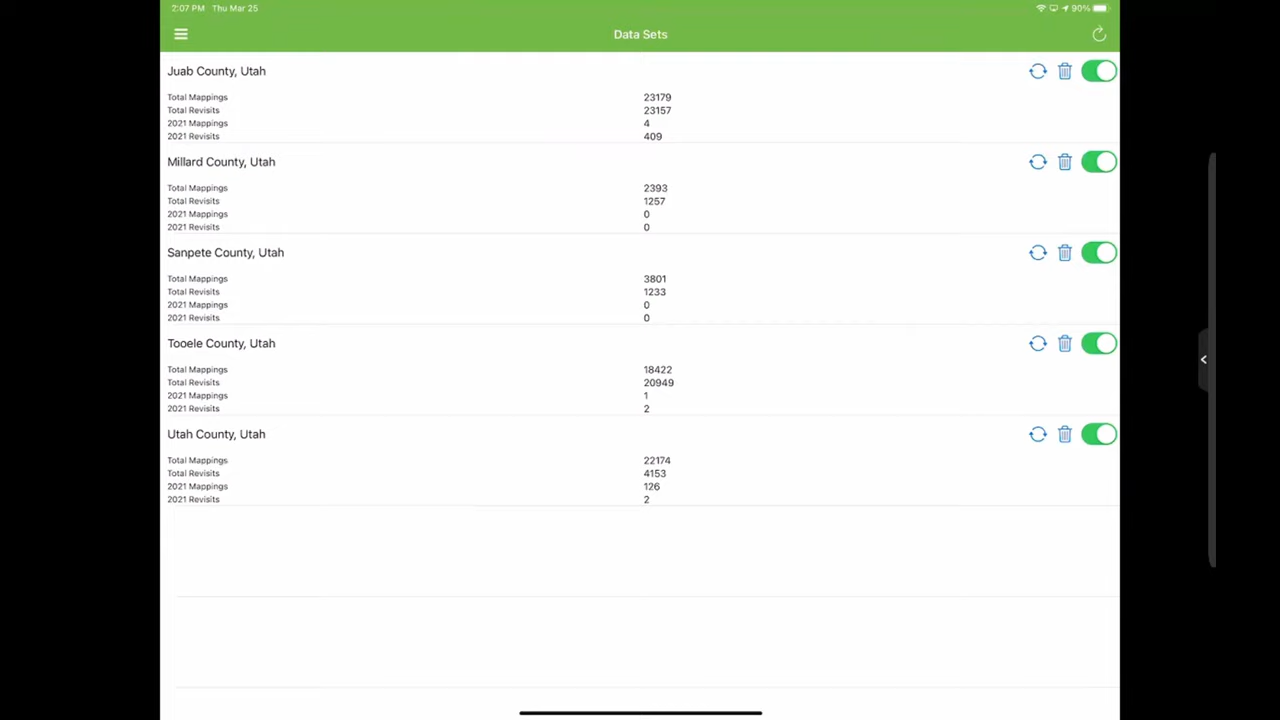 2:07 PM Thu Mar 25 90%
Data Sets
Juab County, Utah
Total Mappings 23179
Total Revisits 23157
2021 Mappings 4
2021 Revisits 409
Millard County, Utah
Total Mappings 2393
Total Revisits 1257
2021 Mappings 0
2021 Revisits 0
Sanpete County, Utah
Total Mappings 3801
Total Revisits 1233
2021 Mappings 0
2021 Revisits 0
Tooele County, Utah
Total Mappings 18422
Total Revisits 20949
2021 Mappings 1
2021 Revisits 2
Utah County, Utah
Total Mappings 22174
Total Revisits 4153
2021 Mappings 126
2021 Revisits 2